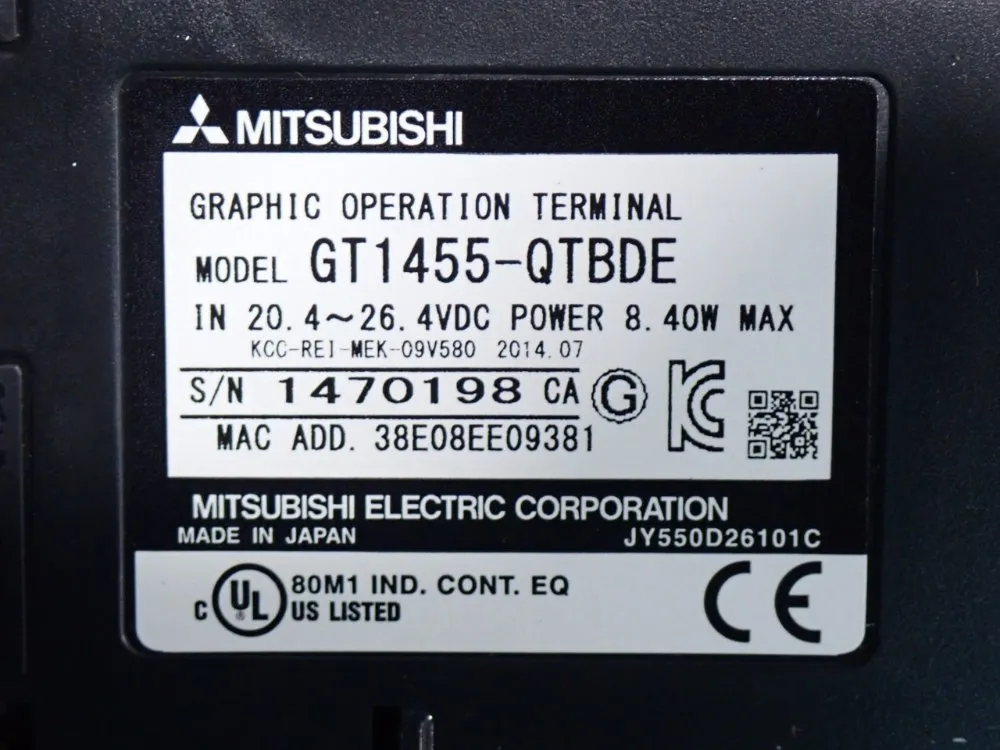 MITSUBISHI
GRAPHIC OPERATION TERMINAL
MODEL GT1455-QTBDE
IN 20.4~26.4VDC POWER 8.40W MAX
KCC-REI-MEK-09V580 2014.07
S/N 1470198 CA G
MAC ADD. 38E08EE09381
MITSUBISHI ELECTRIC CORPORATION
MADE IN JAPAN JY550D26101C
C UL ® 80M1 IND. CONT. EQ
US LISTED
CE